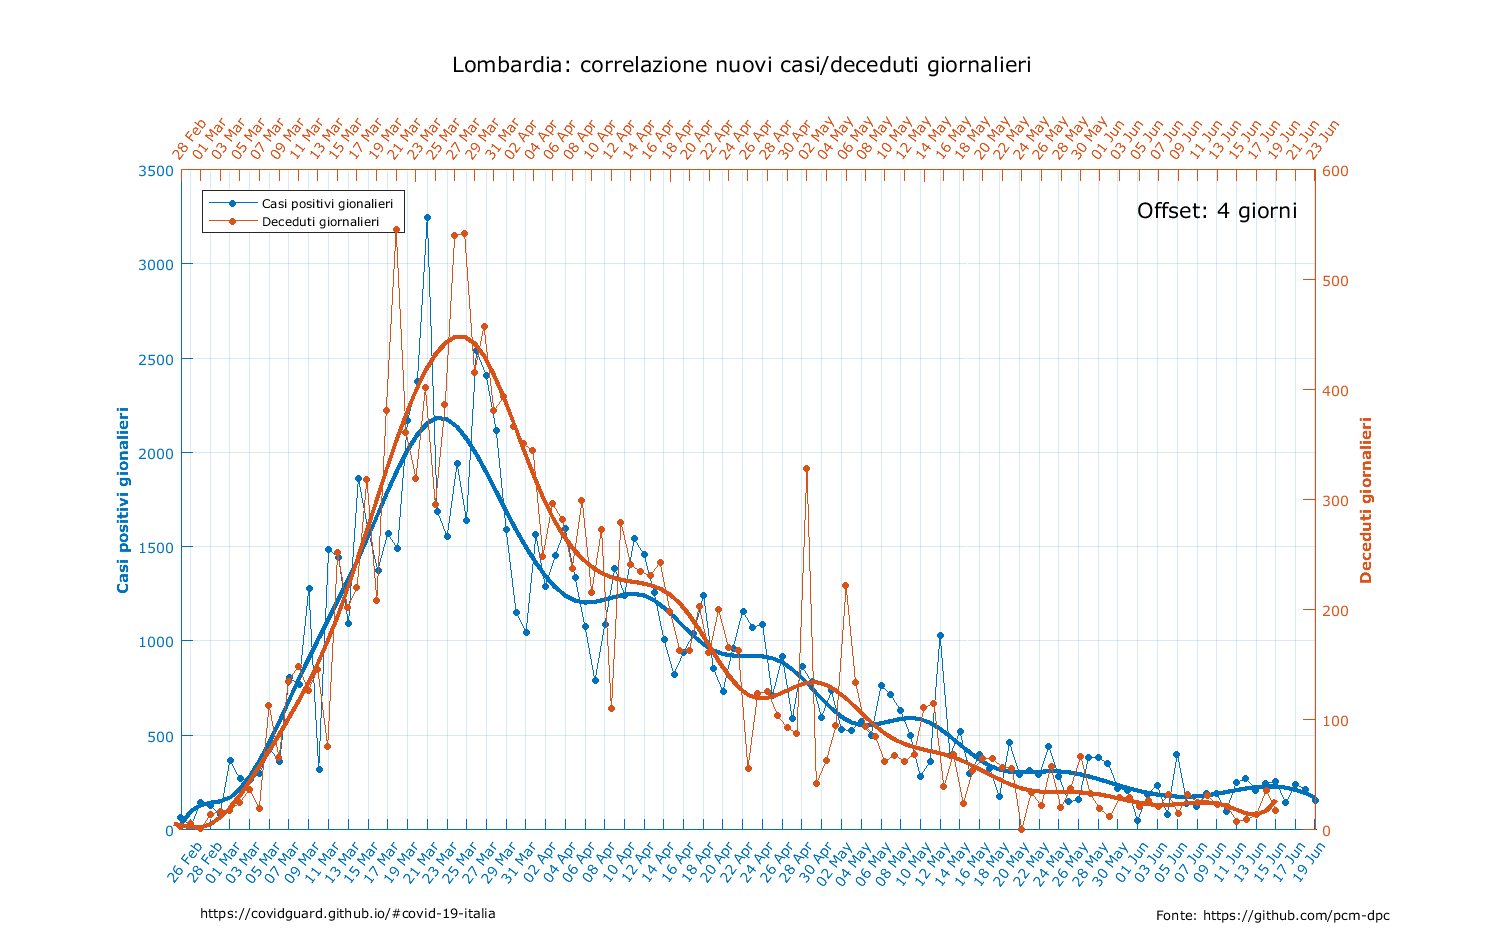 Lombardia: correlazione nuovi casi/deceduti giornalieri
28 Feb 01 Mar 03 Mar 05 Mar 07 Mar 09 Mar 11 Mar 13 Mar 15 Mar 17 Mar 19 Mar 21 Mar 23 Mar 25 Mar 27 Mar 29 Mar 31 Apr 02 Apr 04 Apr 06 Apr 08 Apr 10 Apr 12 Apr 14 Apr 16 Apr 18 Apr 20 Apr 22 Apr 24 Apr 26 Apr 28 Apr 30 Apr 02 May 04 May 06 May 08 May 10 May 12 May 14 May 16 May 18 May 20 May 22 May 24 May 26 May 28 May 30 May 01 Jun 03 Jun 05 Jun 07 Jun 09 Jun 11 Jun 13 Jun 15 Jun 17 Jun 19 Jun 21 Jun 23 Jun
3500
3000
2500
2000
1500
1000
500
0
Casi positivi gionalieri
Casi positivi gionalieri
Deceduti giornalieri
Offset: 4 giorni
600
500
400
300
200
100
0
Deceduti giornalieri
26 Feb 28 Feb 01 Mar 03 Mar 05 Mar 07 Mar 09 Mar 11 Mar 13 Mar 15 Mar 17 Mar 19 Mar 21 Mar 23 Mar 25 Mar 27 Mar 29 Mar 31 Mar 02 Apr 04 Apr 06 Apr 08 Apr 10 Apr 12 Apr 14 Apr 16 Apr 18 Apr 20 Apr 22 Apr 24 Apr 26 Apr 28 Apr 30 Apr 02 May 04 May 06 May 08 May 10 May 12 May 14 May 16 May 18 May 20 May 22 May 24 May 26 May 28 May 30 May 01 Jun 03 Jun 05 Jun 07 Jun 09 Jun 11 Jun 13 Jun 15 Jun 17 Jun 19 Jun
https://covidguard.github.io/#covid-19-italia
Fonte: https://github.com/pcm-dpc